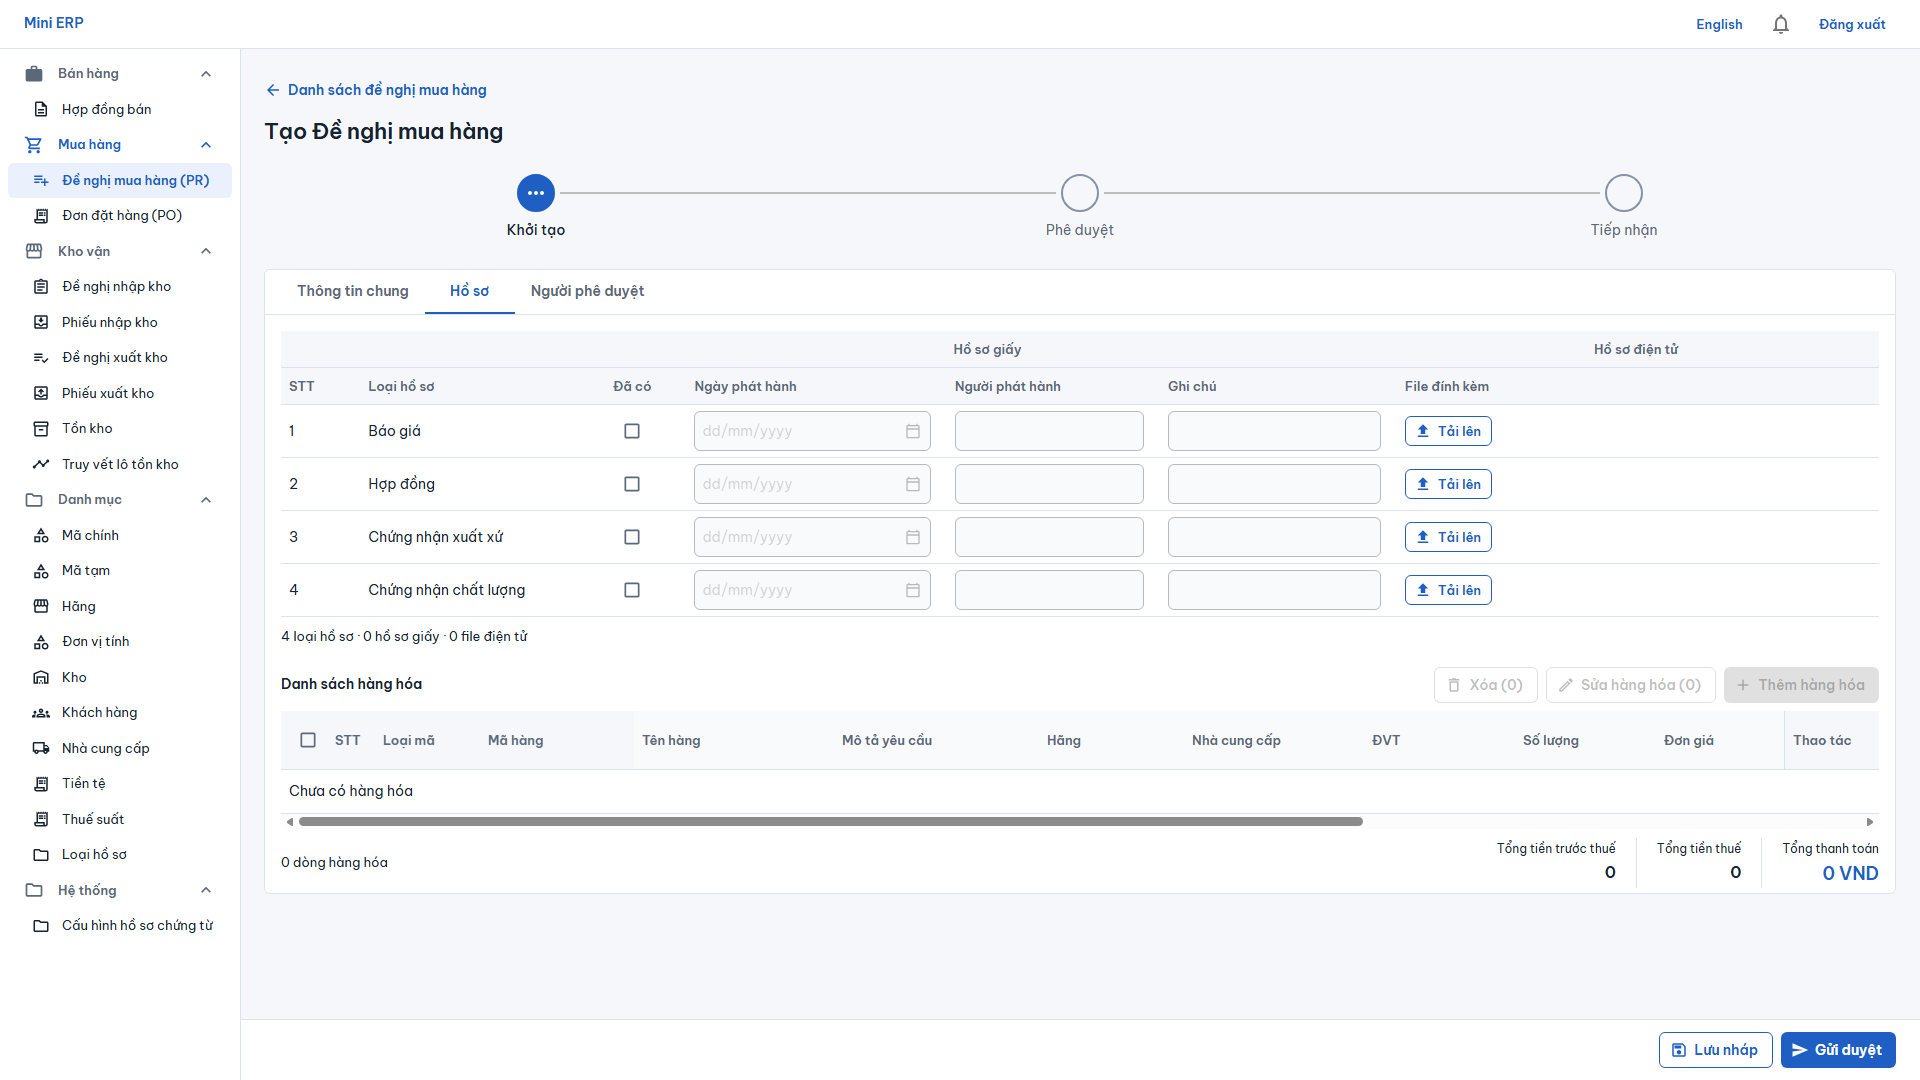 Mini ERP
English
Đăng xuất
Bán hàng
Hợp đồng bán
Mua hàng
Đề nghị mua hàng (PR)
Đơn đặt hàng (PO)
Kho vận
Đề nghị nhập kho
Phiếu nhập kho
Đề nghị xuất kho
Phiếu xuất kho
Tồn kho
Truy vết lô tồn kho
Danh mục
Mã chính
Mã tạm
Hãng
Đơn vị tính
Kho
Khách hàng
Nhà cung cấp
Tiền tệ
Thuế suất
Loại hồ sơ
Hệ thống
Cấu hình hồ sơ chứng từ
Danh sách đề nghị mua hàng
Tạo Đề nghị mua hàng
Khởi tạo
Phê duyệt
Tiếp nhận
Thông tin chung
Hồ sơ
Người phê duyệt
Hồ sơ giấy
Hồ sơ điện tử
STT Loại hồ sơ Đã có Ngày phát hành Người phát hành Ghi chú File đính kèm
1 Báo giá dd/mm/yyyy Tải lên
2 Hợp đồng dd/mm/yyyy Tải lên
3 Chứng nhận xuất xứ dd/mm/yyyy Tải lên
4 Chứng nhận chất lượng dd/mm/yyyy Tải lên
4 loại hồ sơ · 0 hồ sơ giấy · 0 file điện tử
Danh sách hàng hóa
Xóa (0)
Sửa hàng hóa (0)
Thêm hàng hóa
STT Loại mã Mã hàng Tên hàng Mô tả yêu cầu Hãng Nhà cung cấp ĐVT Số lượng Đơn giá Thao tác
Chưa có hàng hóa
0 dòng hàng hóa
Tổng tiền trước thuế
0
Tổng tiền thuế
0
Tổng thanh toán
0 VND
Lưu nháp
Gửi duyệt